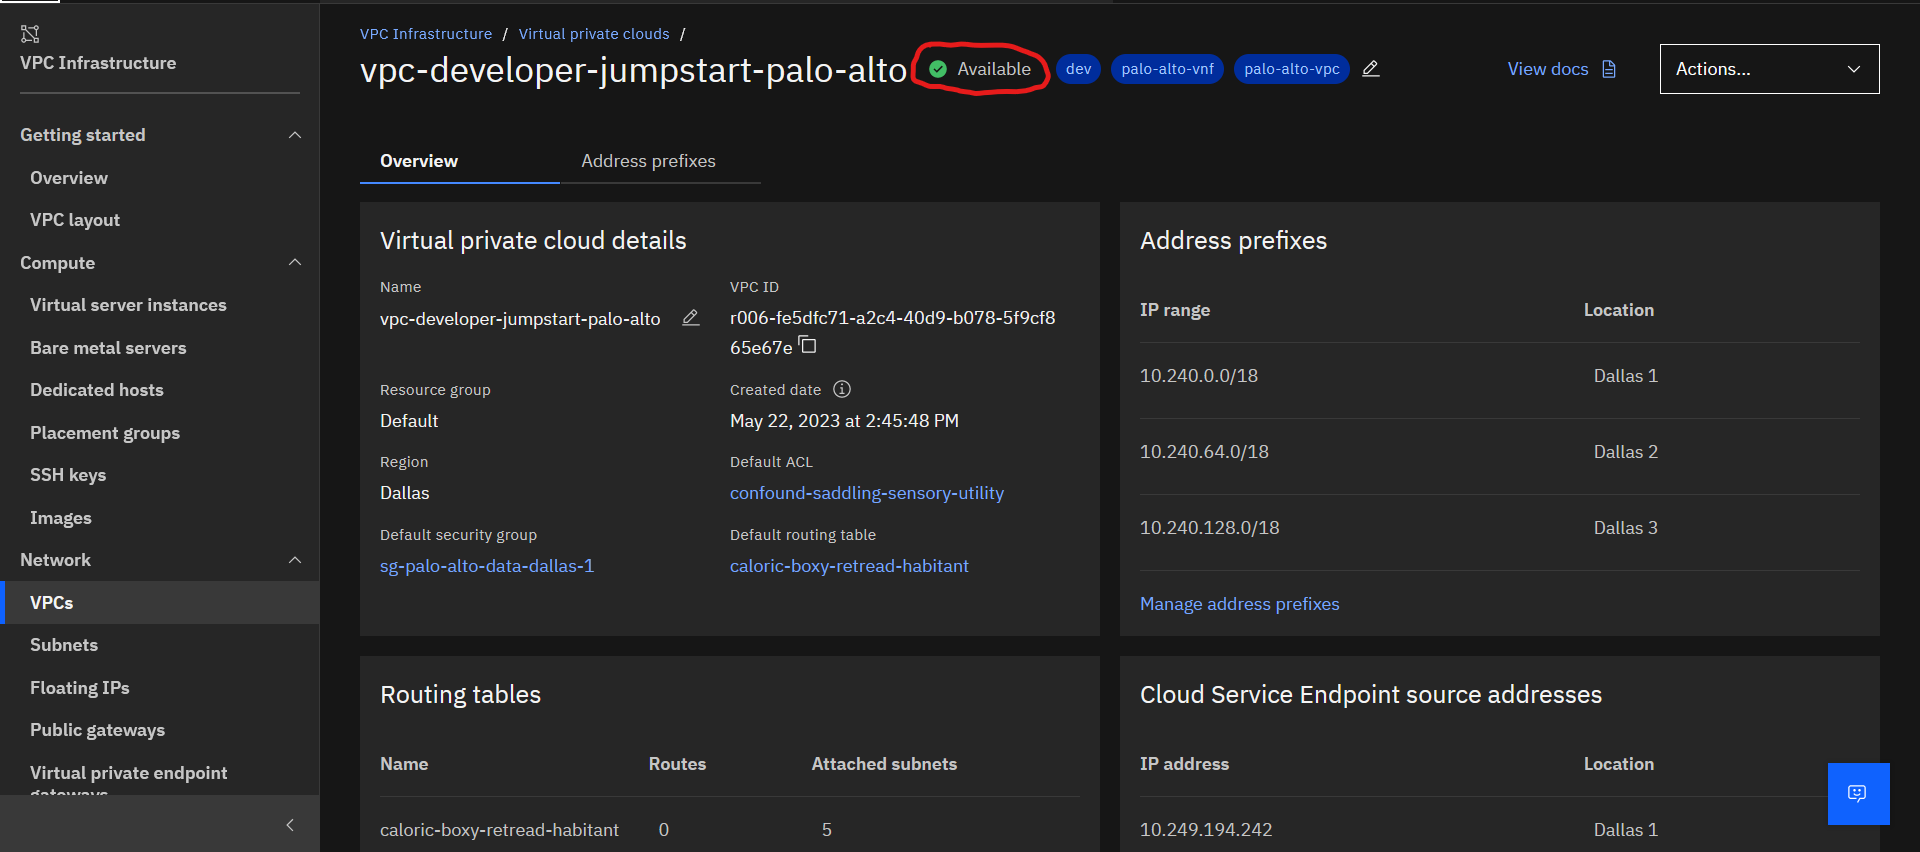 VPC Infrastructure
Getting started
Overview
VPC layout
Compute
Virtual server instances
Bare metal servers
Dedicated hosts
Placement groups
SSH keys
Images
Network
VPCs
Subnets
Floating IPs
Public gateways
Virtual private endpoint
gateways
VPC Infrastructure / Virtual private clouds /
vpc-developer-jumpstart-palo-alto Available dev palo-alto-vnf palo-alto-vpc View docs Actions...
Overview Address prefixes
Virtual private cloud details
Name
vpc-developer-jumpstart-palo-alto
VPC ID
r006-fe5dfc71-a2c4-40d9-b078-5f9cf8
65e67e
Resource group
Default
Created date
May 22, 2023 at 2:45:48 PM
Region
Dallas
Default ACL
confound-saddling-sensory-utility
Default security group
sg-palo-alto-data-dallas-1
Default routing table
caloric-boxy-retread-habitant
Address prefixes
IP range Location
10.240.0.0/18 Dallas 1
10.240.64.0/18 Dallas 2
10.240.128.0/18 Dallas 3
Manage address prefixes
Routing tables
Name Routes Attached subnets
caloric-boxy-retread-habitant 0 5
Cloud Service Endpoint source addresses
IP address Location
10.249.194.242 Dallas 1